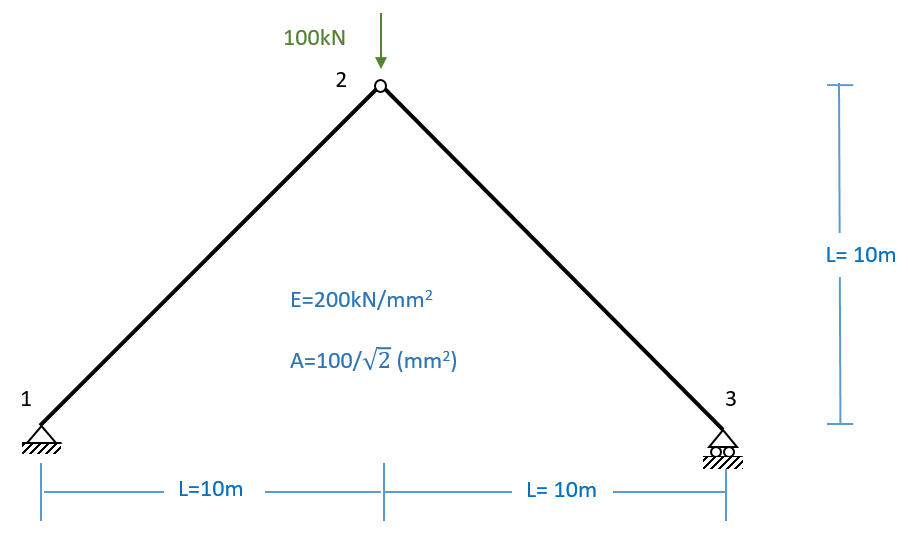 100kN
2
L= 10m
E=200kN/mm²
A=100/√2 (mm²)
1
3
L=10m
L= 10m